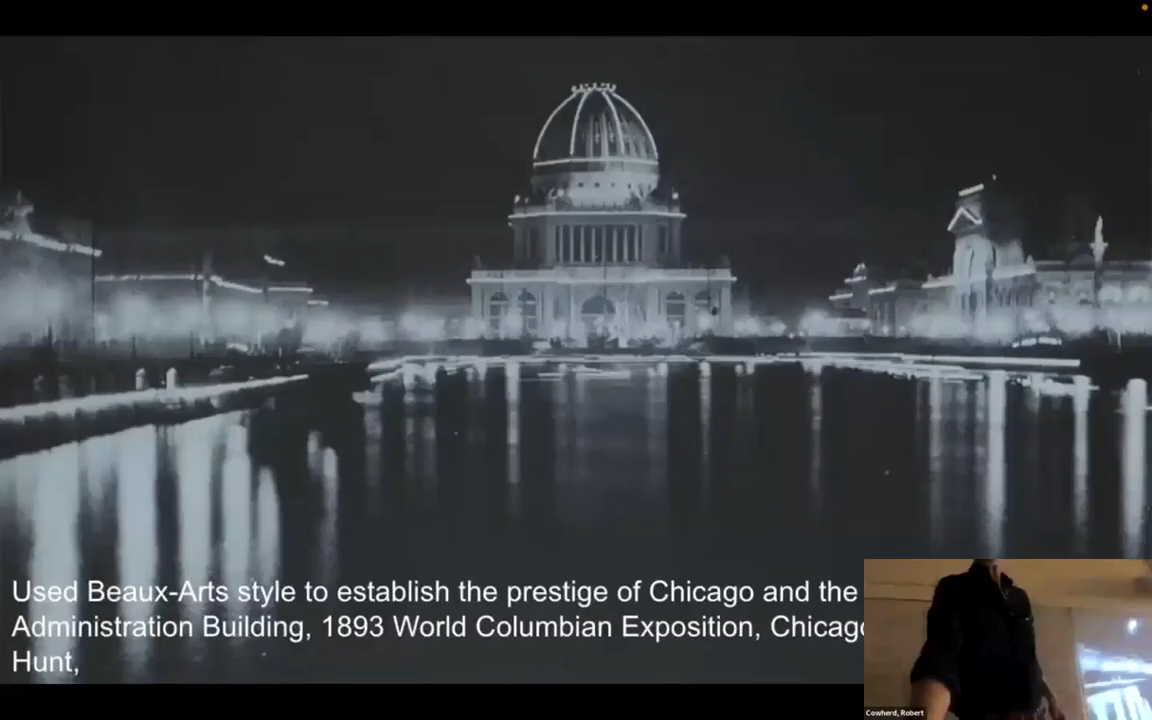 Used Beaux-Arts style to establish the prestige of Chicago and the
Administration Building, 1893 World Columbian Exposition,
Hunt,
Cowherd, Robert